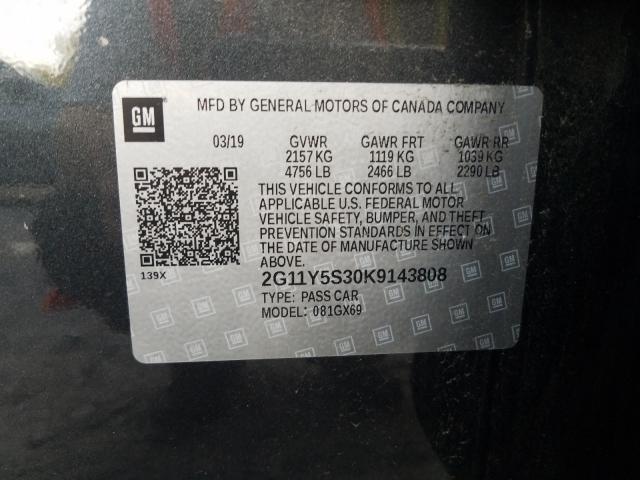 GM
MFD BY GENERAL MOTORS OF CANADA COMPANY
03/19 GVWR GAWR FRT GAWR RR
2157 KG 1119 KG 1039 KG
4756 LB 2466 LB 2290 LB
THIS VEHICLE CONFORMS TO ALL
APPLICABLE U.S. FEDERAL MOTOR
VEHICLE SAFETY, BUMPER, AND THEFT
PREVENTION STANDARDS IN EFFECT ON
THE DATE OF MANUFACTURE SHOWN
ABOVE.
139X
2G11Y5S30K9143808
TYPE: PASS CAR
MODEL: 081GX69